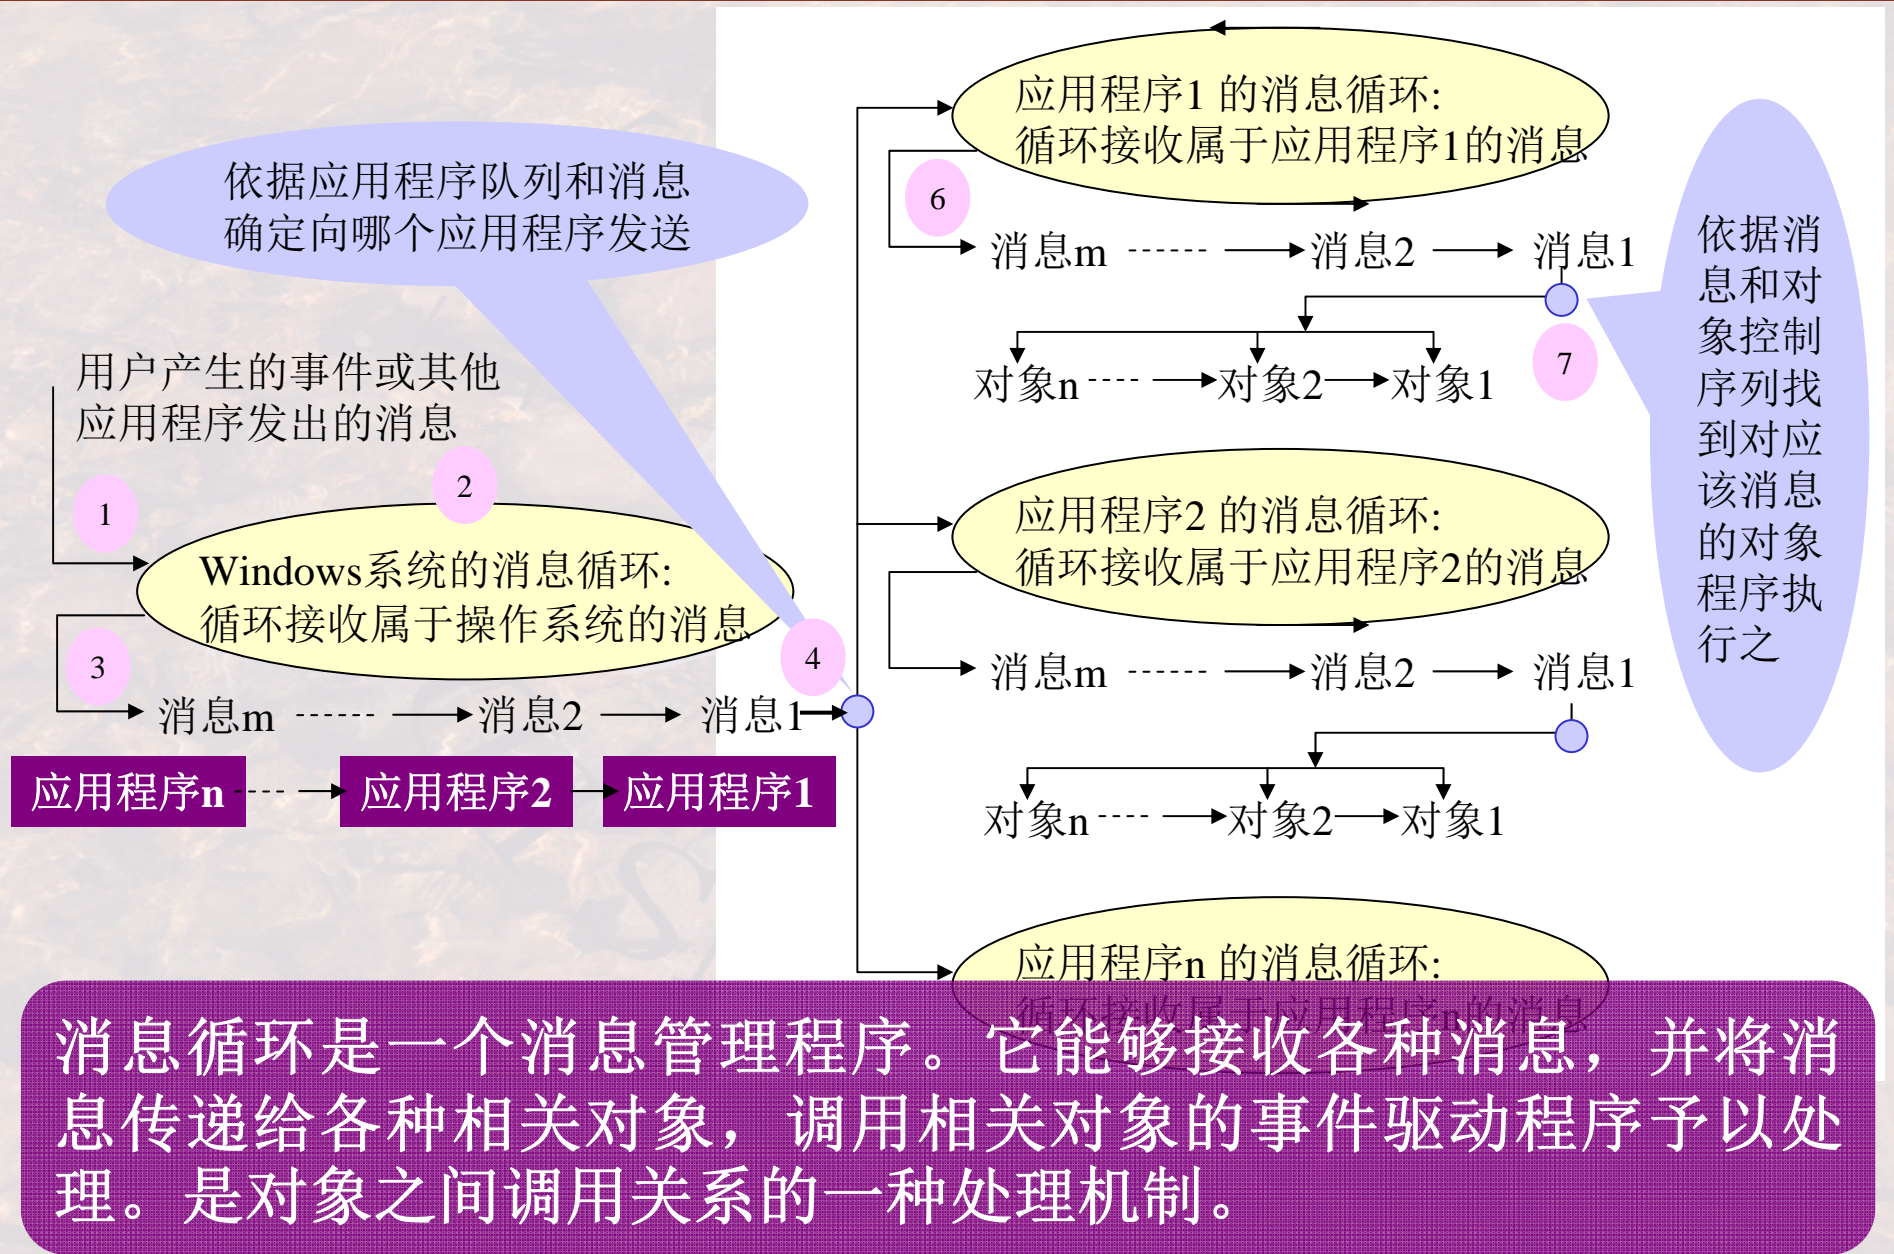 应用程序1 的消息循环:
循环接收属于应用程序1的消息
依据应用程序队列和消息
确定向哪个应用程序发送
6
消息m
消息2
消息1
依据消
息和对
象控制
序列找
到对应
该消息
的对象
程序执
行之
7
对象n
对象2
对象1
用户产生的事件或其他
应用程序发出的消息
1
2
Windows系统的消息循环:
循环接收属于操作系统的消息
3
4
消息m
消息2
消息1
应用程序n
应用程序2
应用程序1
应用程序2 的消息循环:
循环接收属于应用程序2的消息
消息m
消息2
消息1
对象n
对象2
对象1
应用程序n 的消息循环:
循环接收属于应用程序n的消息
消息循环是一个消息管理程序。它能够接收各种消息，并将消
息传递给各种相关对象，调用相关对象的事件驱动程序予以处
理。是对象之间调用关系的一种处理机制。